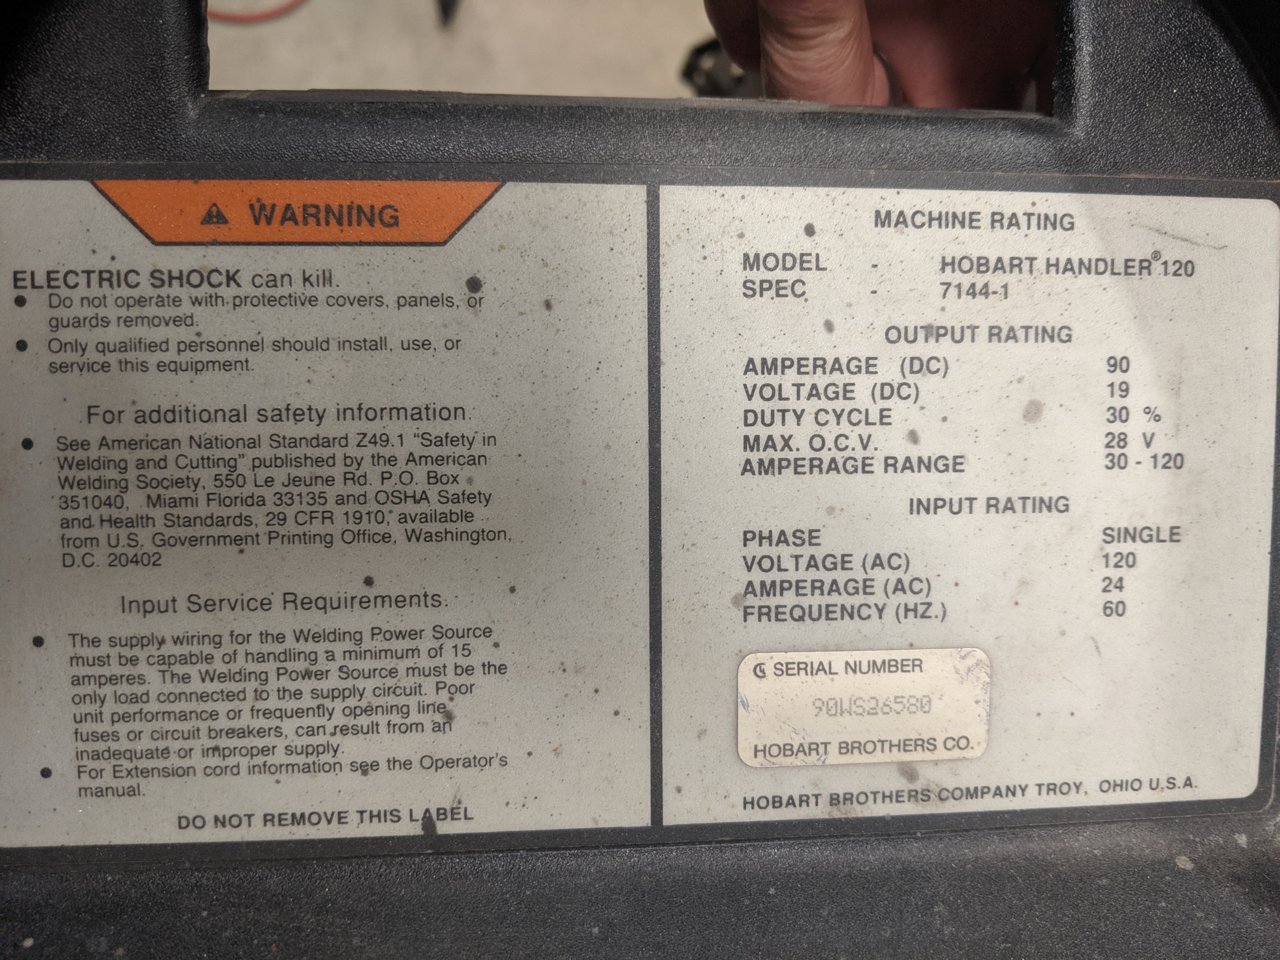 ⚠ WARNING
ELECTRIC SHOCK can kill.
● Do not operate with protective covers, panels, or
guards removed.
● Only qualified personnel should install, use, or
service this equipment.
For additional safety information.
● See American National Standard Z49.1 "Safety in
Welding and Cutting" published by the American
Welding Society, 550 Le Jeune Rd. P.O. Box
351040, Miami Florida 33135 and OSHA Safety
and Health Standards, 29 CFR 1910, available
from U.S. Government Printing Office, Washington,
D.C. 20402
Input Service Requirements.
● The supply wiring for the Welding Power Source
must be capable of handling a minimum of 15
amperes. The Welding Power Source must be the
only load connected to the supply circuit. Poor
unit performance or frequently opening line
fuses or circuit breakers, can result from an
inadequate or improper supply.
● For Extension cord information see the Operator's
manual.
DO NOT REMOVE THIS LABEL
MACHINE RATING
MODEL - HOBART HANDLER® 120
SPEC - 7144-1
OUTPUT RATING
AMPERAGE (DC) 90
VOLTAGE (DC) 19
DUTY CYCLE 30 %
MAX. O.C.V. 28 V
AMPERAGE RANGE 30 - 120
INPUT RATING
PHASE SINGLE
VOLTAGE (AC) 120
AMPERAGE (AC) 24
FREQUENCY (HZ.) 60
SERIAL NUMBER
90WS26580
HOBART BROTHERS CO.
HOBART BROTHERS COMPANY TROY, OHIO U.S.A.